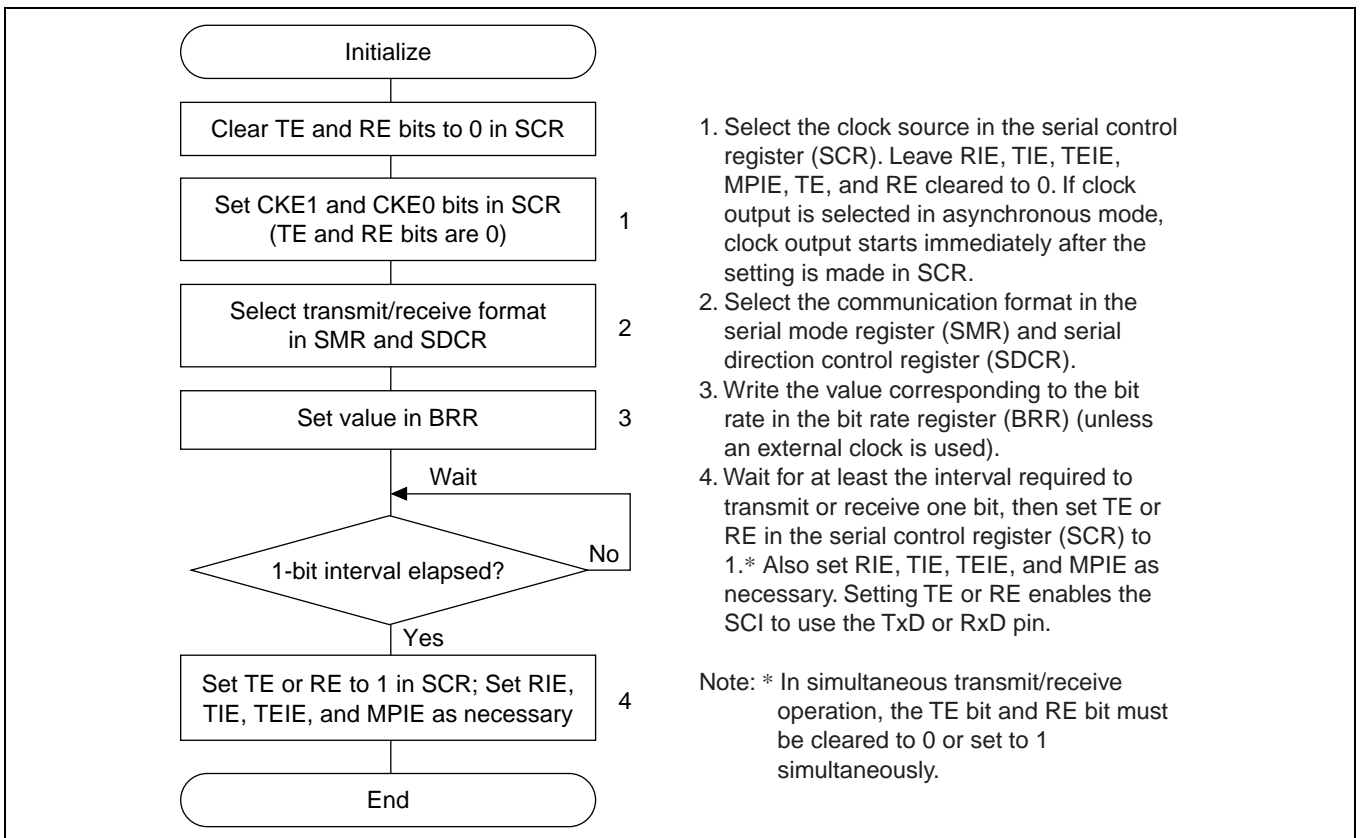 Initialize
Clear TE and RE bits to 0 in SCR
Set CKE1 and CKE0 bits in SCR
(TE and RE bits are 0)
1
Select transmit/receive format
in SMR and SDCR
2
Set value in BRR
3
Wait
1-bit interval elapsed?
No
Yes
Set TE or RE to 1 in SCR; Set RIE,
TIE, TEIE, and MPIE as necessary
4
End
1. Select the clock source in the serial control
register (SCR). Leave RIE, TIE, TEIE,
MPIE, TE, and RE cleared to 0. If clock
output is selected in asynchronous mode,
clock output starts immediately after the
setting is made in SCR.
2. Select the communication format in the
serial mode register (SMR) and serial
direction control register (SDCR).
3. Write the value corresponding to the bit
rate in the bit rate register (BRR) (unless
an external clock is used).
4. Wait for at least the interval required to
transmit or receive one bit, then set TE or
RE in the serial control register (SCR) to
1.* Also set RIE, TIE, TEIE, and MPIE as
necessary. Setting TE or RE enables the
SCI to use the TxD or RxD pin.
Note: * In simultaneous transmit/receive
operation, the TE bit and RE bit must
be cleared to 0 or set to 1
simultaneously.